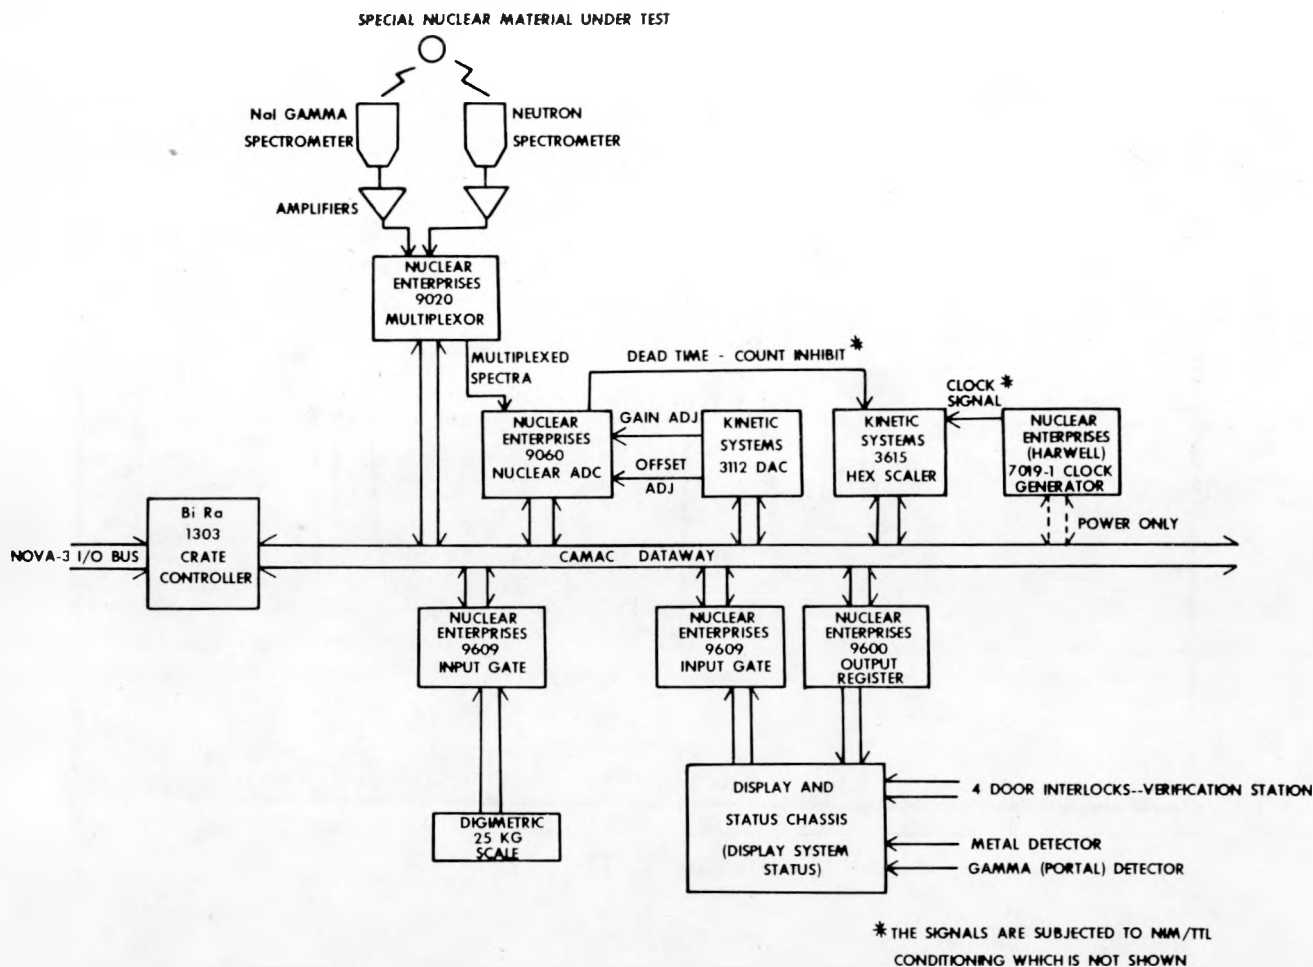 SPECIAL NUCLEAR MATERIAL UNDER TEST
NaI GAMMA
SPECTROMETER
NEUTRON
SPECTROMETER
AMPLIFIERS
NUCLEAR
ENTERPRISES
9020
MULTIPLEXOR
MULTIPLEXED
SPECTRA
DEAD TIME - COUNT INHIBIT *
NUCLEAR
ENTERPRISES
9060
NUCLEAR ADC
GAIN ADJ
OFFSET
ADJ
KINETIC
SYSTEMS
3112 DAC
KINETIC
SYSTEMS
3615
HEX SCALER
CLOCK *
SIGNAL
NUCLEAR
ENTERPRISES
(HARWELL)
7019-1 CLOCK
GENERATOR
POWER ONLY
NOVA-3 I/O BUS
Bi Ra
1303
CRATE
CONTROLLER
CAMAC DATAWAY
NUCLEAR
ENTERPRISES
9609
INPUT GATE
NUCLEAR
ENTERPRISES
9609
INPUT GATE
NUCLEAR
ENTERPRISES
9600
OUTPUT
REGISTER
DIGIMETRIC
25 KG
SCALE
DISPLAY AND
STATUS CHASSIS
(DISPLAY SYSTEM
STATUS)
4 DOOR INTERLOCKS--VERIFICATION STATION
METAL DETECTOR
GAMMA (PORTAL) DETECTOR
* THE SIGNALS ARE SUBJECTED TO NIM/TTL
CONDITIONING WHICH IS NOT SHOWN